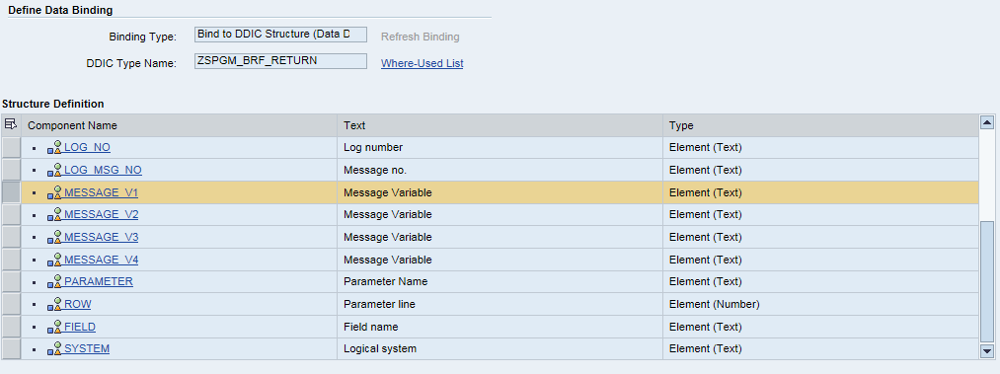 Define Data Binding
Binding Type: Bind to DDIC Structure (Data D Refresh Binding
DDIC Type Name: ZSPGM_BRF_RETURN Where-Used List
Structure Definition
Component Name Text Type
LOG_NO Log number Element (Text)
LOG_MSG_NO Message no. Element (Text)
MESSAGE_V1 Message Variable Element (Text)
MESSAGE_V2 Message Variable Element (Text)
MESSAGE_V3 Message Variable Element (Text)
MESSAGE_V4 Message Variable Element (Text)
PARAMETER Parameter Name Element (Text)
ROW Parameter line Element (Number)
FIELD Field name Element (Text)
SYSTEM Logical system Element (Text)